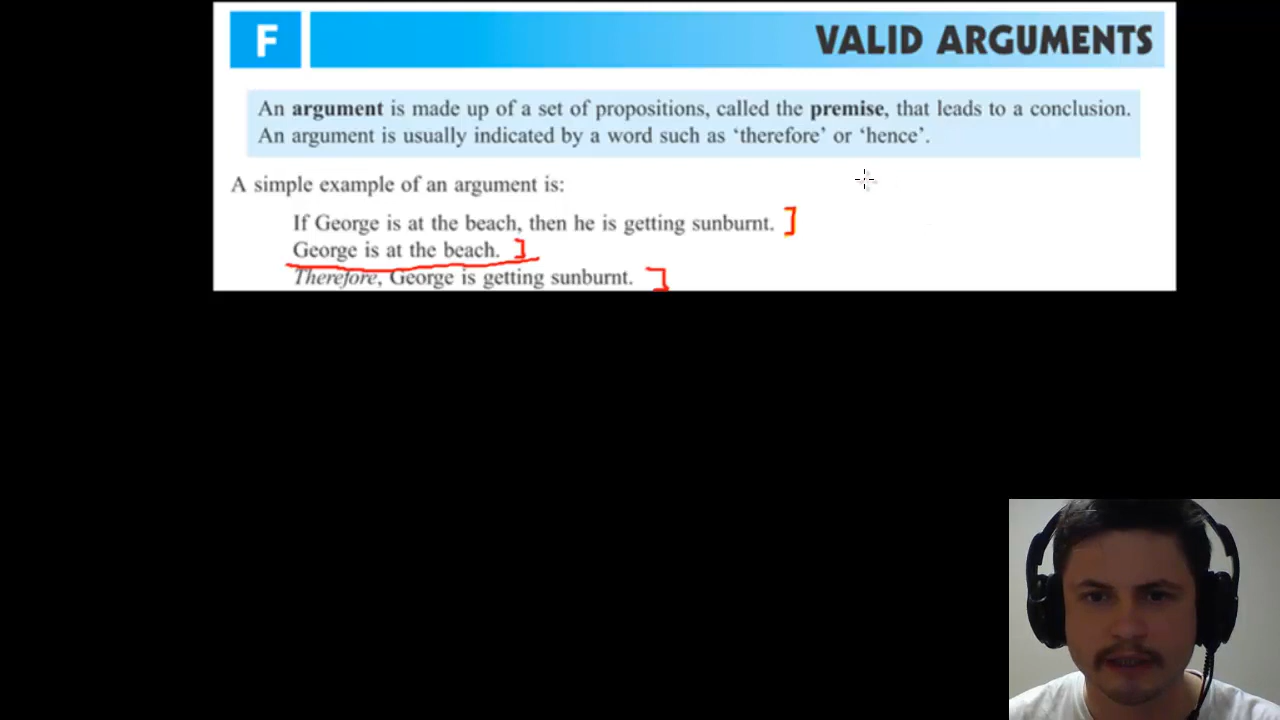 F
VALID ARGUMENTS
An argument is made up of a set of propositions, called the premise, that leads to a conclusion.
An argument is usually indicated by a word such as ‘therefore’ or ‘hence’.
A simple example of an argument is:
If George is at the beach, then he is getting sunburnt.
George is at the beach.
Therefore, George is getting sunburnt.